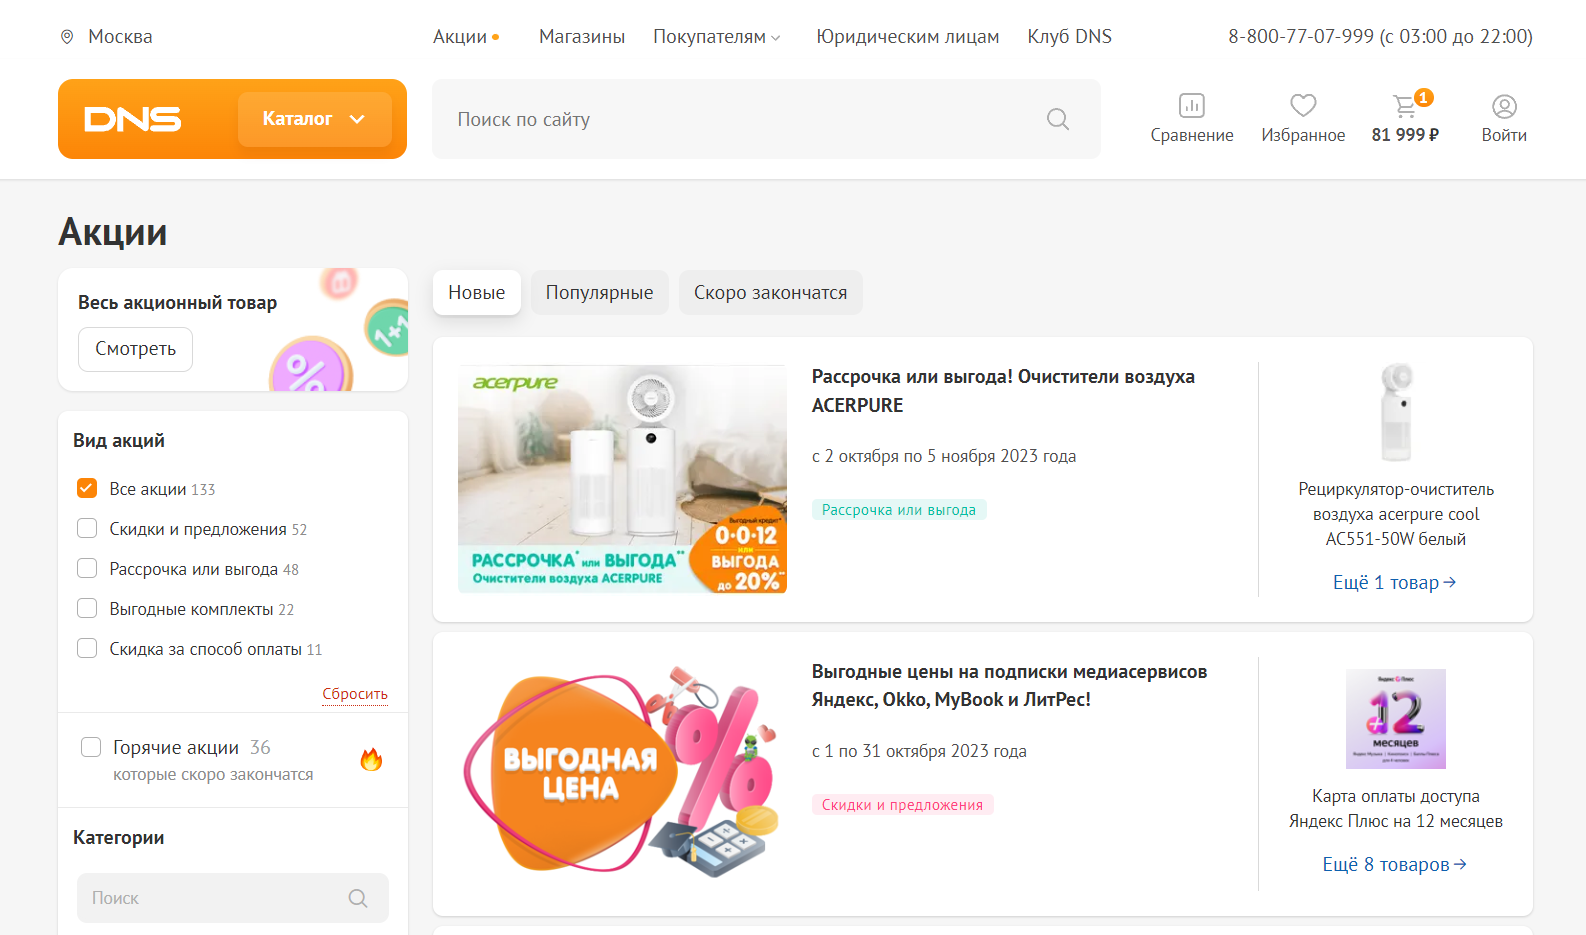 Москва
Акции
Магазины
Покупателям
Юридическим лицам
Клуб DNS
8-800-77-07-999 (с 03:00 до 22:00)
DNS
Каталог
Поиск по сайту
Сравнение
Избранное
1
81 999 ₽
Войти
Акции
Весь акционный товар
Смотреть
%
1+1
Вид акций
Все акции 133
Скидки и предложения 52
Рассрочка или выгода 48
Выгодные комплекты 22
Скидка за способ оплаты 11
Сбросить
Горячие акции 36
которые скоро закончатся
Категории
Поиск
Новые
Популярные
Скоро закончатся
acerpure
Выгодный кредит*
0-0-12
или
ВЫГОДА
до 20%**
РАССРОЧКА* или ВЫГОДА**
Очистители воздуха ACERPURE
Рассрочка или выгода! Очистители воздуха
ACERPURE
с 2 октября по 5 ноября 2023 года
Рассрочка или выгода
Рециркулятор-очиститель
воздуха acerpure cool
AC551-50W белый
Ещё 1 товар
ВЫГОДНАЯ
ЦЕНА
%
Выгодные цены на подписки медиасервисов
Яндекс, Okko, MyBook и ЛитРес!
с 1 по 31 октября 2023 года
Скидки и предложения
Яндекс Плюс
12
месяцев
Карта оплаты доступа
Яндекс Плюс на 12 месяцев
Ещё 8 товаров